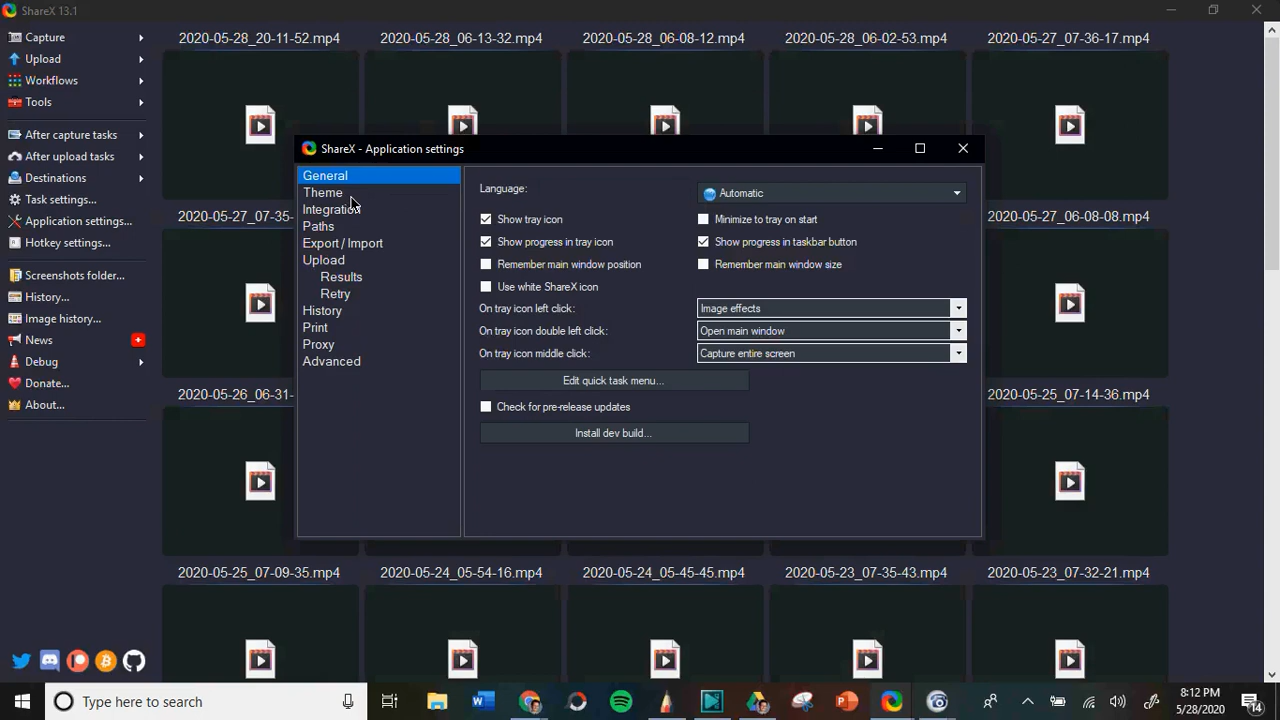 ShareX 13.1
Capture
Upload
Workflows
Tools
After capture tasks
After upload tasks
Destinations
Task settings...
Application settings...
Hotkey settings...
Screenshots folder...
History...
Image history...
News
+
Debug
Donate...
About...
2020-05-28_20-11-52.mp4
2020-05-28_06-13-32.mp4
2020-05-28_06-08-12.mp4
2020-05-28_06-02-53.mp4
2020-05-27_07-36-17.mp4
2020-05-27_07-35-
06-08-08.mp4
2020-05-26_06-31-
2020-05-25_07-14-36.mp4
2020-05-25_07-09-35.mp4
2020-05-24_05-54-16.mp4
2020-05-24_05-45-45.mp4
2020-05-23_07-35-43.mp4
2020-05-23_07-32-21.mp4
ShareX - Application settings
General
Theme
Integration
Paths
Export / Import
Upload
Results
Retry
History
Print
Proxy
Advanced
Language:
Automatic
Show tray icon
Minimize to tray on start
Show progress in tray icon
Show progress in taskbar button
Remember main window position
Remember main window size
Use white ShareX icon
On tray icon left click:
Image effects
On tray icon double left click:
Open main window
On tray icon middle click:
Capture entire screen
Edit quick task menu...
Check for pre-release updates
Install dev build...
Type here to search
8:12 PM
5/28/2020
14